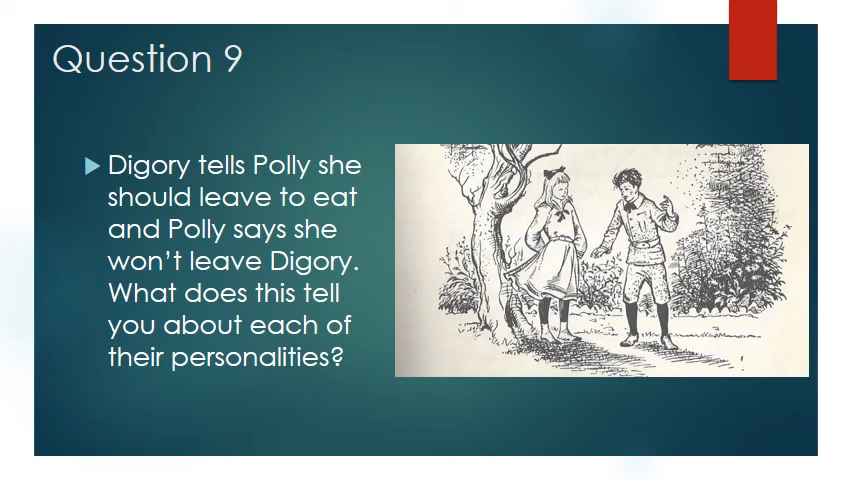 Question 9
Digory tells Polly she
should leave to eat
and Polly says she
won't leave Digory.
What does this tell
you about each of
their personalities?